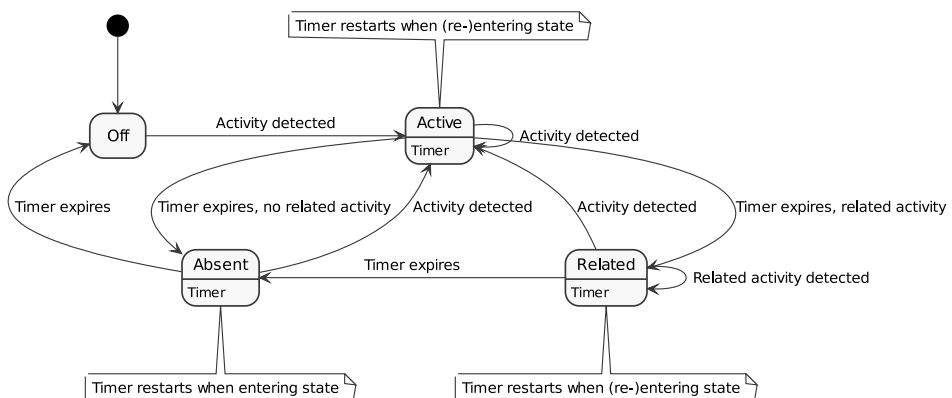 Timer restarts when (re-)entering state
Off
Activity detected
Active
Timer
Activity detected
Timer expires
Timer expires, no related activity
Activity detected
Activity detected
Timer expires, related activity
Absent
Timer
Timer expires
Related
Timer
Related activity detected
Timer restarts when entering state
Timer restarts when (re-)entering state